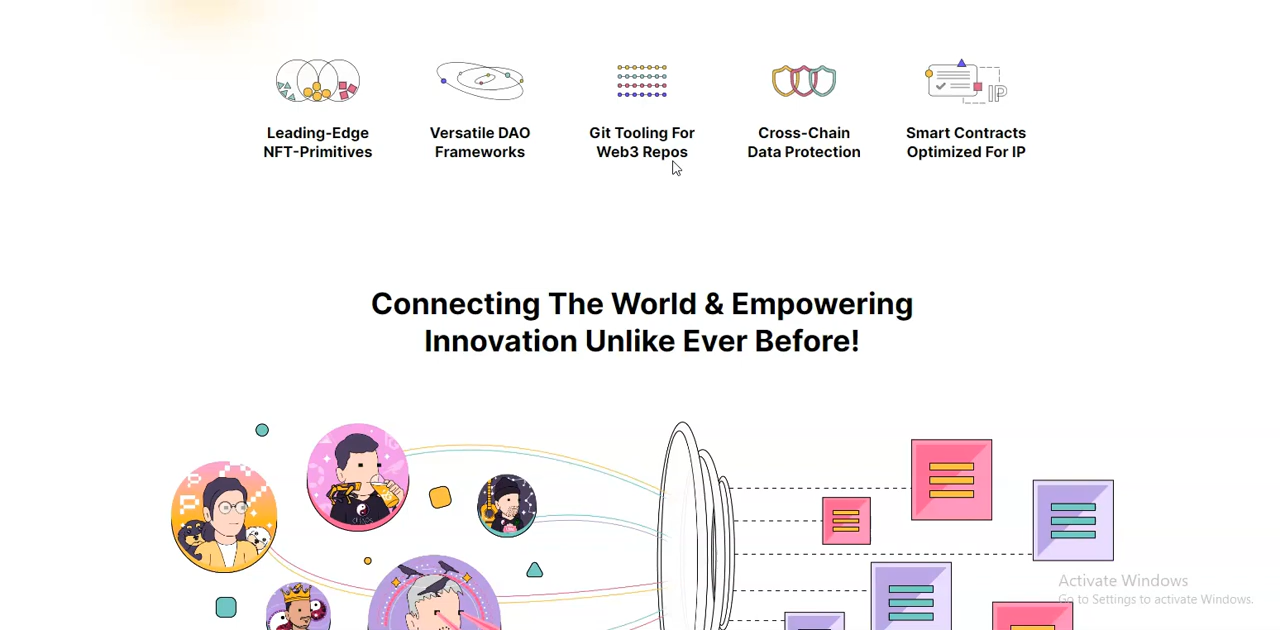 Leading-Edge
NFT-Primitives
Versatile DAO
Frameworks
Git Tooling For
Web3 Repos
Cross-Chain
Data Protection
IP
Smart Contracts
Optimized For IP
Connecting The World & Empowering
Innovation Unlike Ever Before!
Activate Windows
Go to Settings to activate Windows.